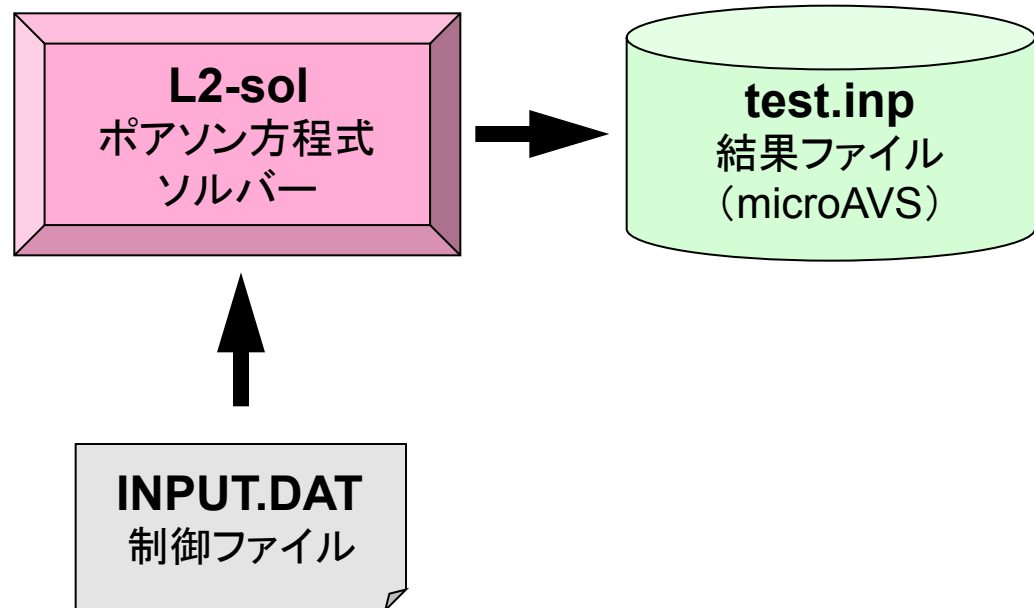 L2-sol
ポアソン方程式
ソルバー
test.inp
結果ファイル
（microAVS）
INPUT.DAT
制御ファイル